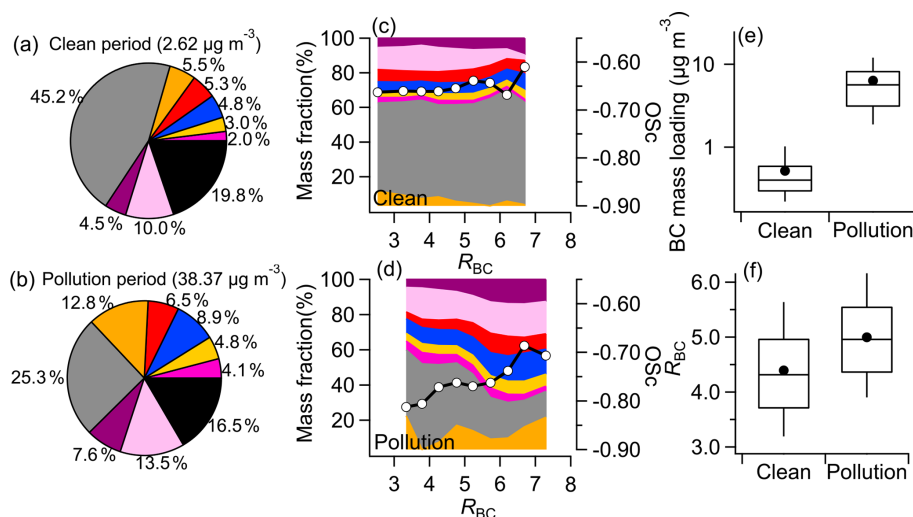 (a) Clean period (2.62 µg m⁻³)
5.5%
5.3%
4.8%
3.0%
2.0%
19.8%
10.0%
4.5%
45.2%
(b) Pollution period (38.37 µg m⁻³)
12.8%
6.5%
8.9%
4.8%
4.1%
16.5%
13.5%
7.6%
25.3%
(c)
Mass fraction(%)
100
80
60
40
20
Clean
-0.60
-0.70
-0.80
-0.90
OSc
3 4 5 6 7 8
R_BC
(d)
Mass fraction(%)
100
80
60
40
20
Pollution
-0.60
-0.70
-0.80
-0.90
OSc
3 4 5 6 7 8
R_BC
(e)
BC mass loading (µg m⁻³)
10
1
Clean Pollution
(f)
R_BC
6.0
5.0
4.0
3.0
Clean Pollution